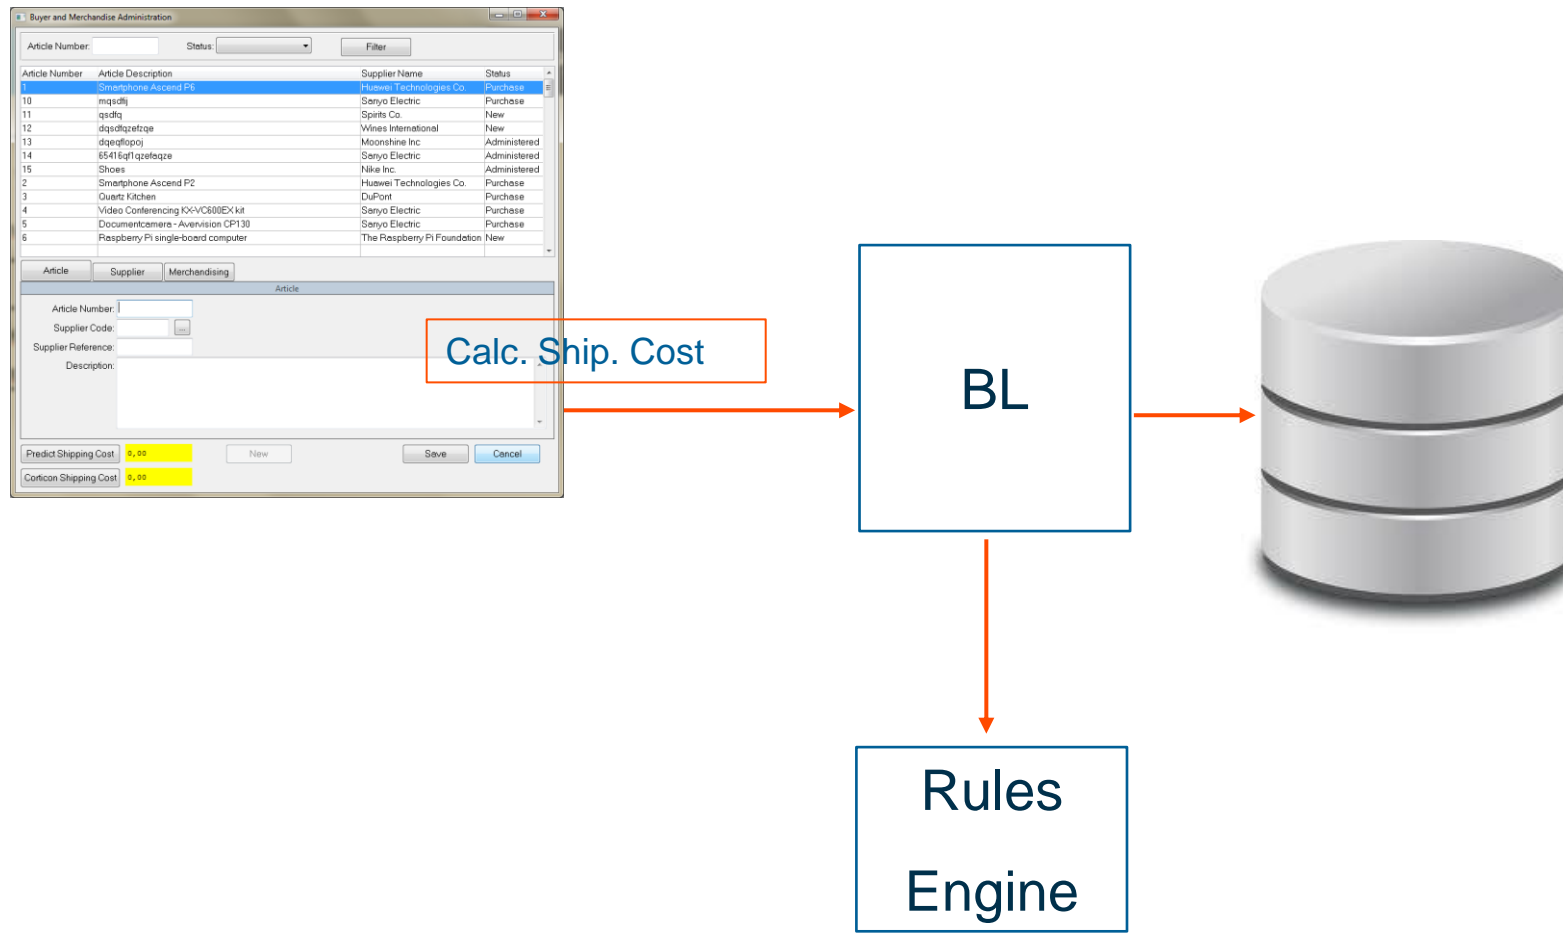 Buyer and Merchandise Administration
Article Number: Status: Filter
Article Number Article Description Supplier Name Status
1 Smartphone Ascend P6 Huawei Technologies Co. Purchase
10 mqsdflj Sanyo Electric Purchase
11 qsdfq Spirits Co. New
12 dqsdfqzefzqe Wines International New
13 dqeqflopoj Moonshine Inc Administered
14 65416qf1qzefaqze Sanyo Electric Administered
15 Shoes Nike Inc. Administered
2 Smartphone Ascend P2 Huawei Technologies Co. Purchase
3 Quartz Kitchen DuPont Purchase
4 Video Conferencing KX-VC600EX kit Sanyo Electric Purchase
5 Documentcamera - Avervision CP130 Sanyo Electric Purchase
6 Raspberry Pi single-board computer The Raspberry Pi Foundation New
Article Supplier Merchandising
Article
Article Number:
Supplier Code: ...
Supplier Reference:
Description:
Predict Shipping Cost 0,00 New Save Cancel
Corticon Shipping Cost 0,00
Calc. Ship. Cost
BL
Rules
Engine